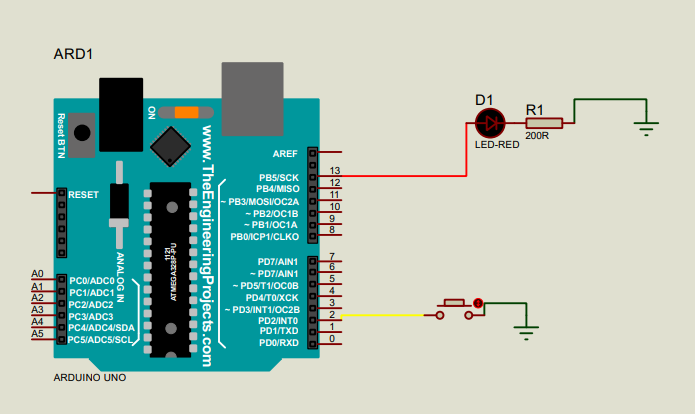 ARD1
ON
Reset BTN
www.TheEngineeringProjects.com
1121
ATMEGA328P-PU
ANALOG IN
RESET
A0 PC0/ADC0
A1 PC1/ADC1
A2 PC2/ADC2
A3 PC3/ADC3
A4 PC4/ADC4/SDA
A5 PC5/ADC5/SCL
AREF
PB5/SCK 13
PB4/MISO 12
~ PB3/MOSI/OC2A 11
~ PB2/OC1B 10
~ PB1/OC1A 9
PB0/ICP1/CLKO 8
PD7/AIN1 7
~ PD7/AIN1 6
~ PD5/T1/OC0B 5
PD4/T0/XCK 4
~ PD3/INT1/OC2B 3
PD2/INT0 2
PD1/TXD 1
PD0/RXD 0
ARDUINO UNO
D1
LED-RED
R1
200R